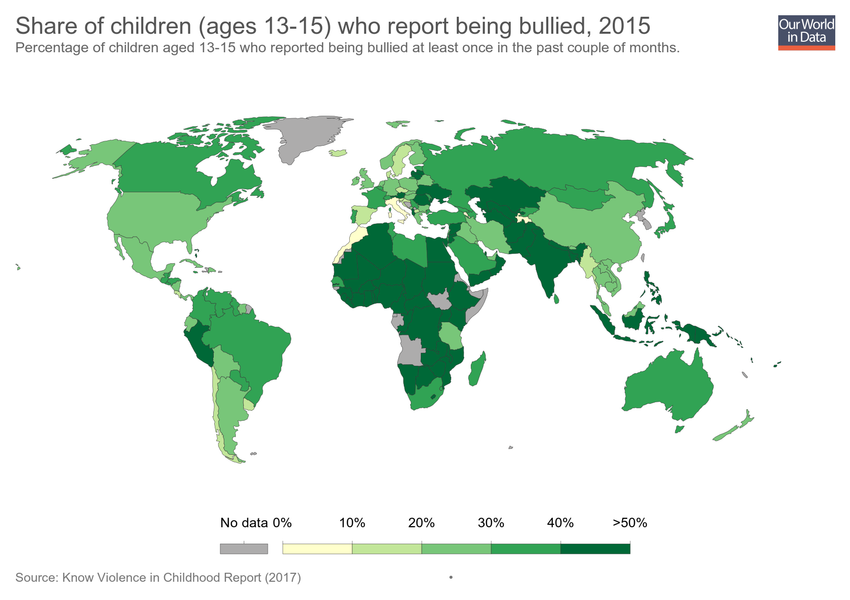 Share of children (ages 13-15) who report being bullied, 2015
Our World
in Data
Percentage of children aged 13-15 who reported being bullied at least once in the past couple of months.
No data 0% 10% 20% 30% 40% >50%
Source: Know Violence in Childhood Report (2017) •